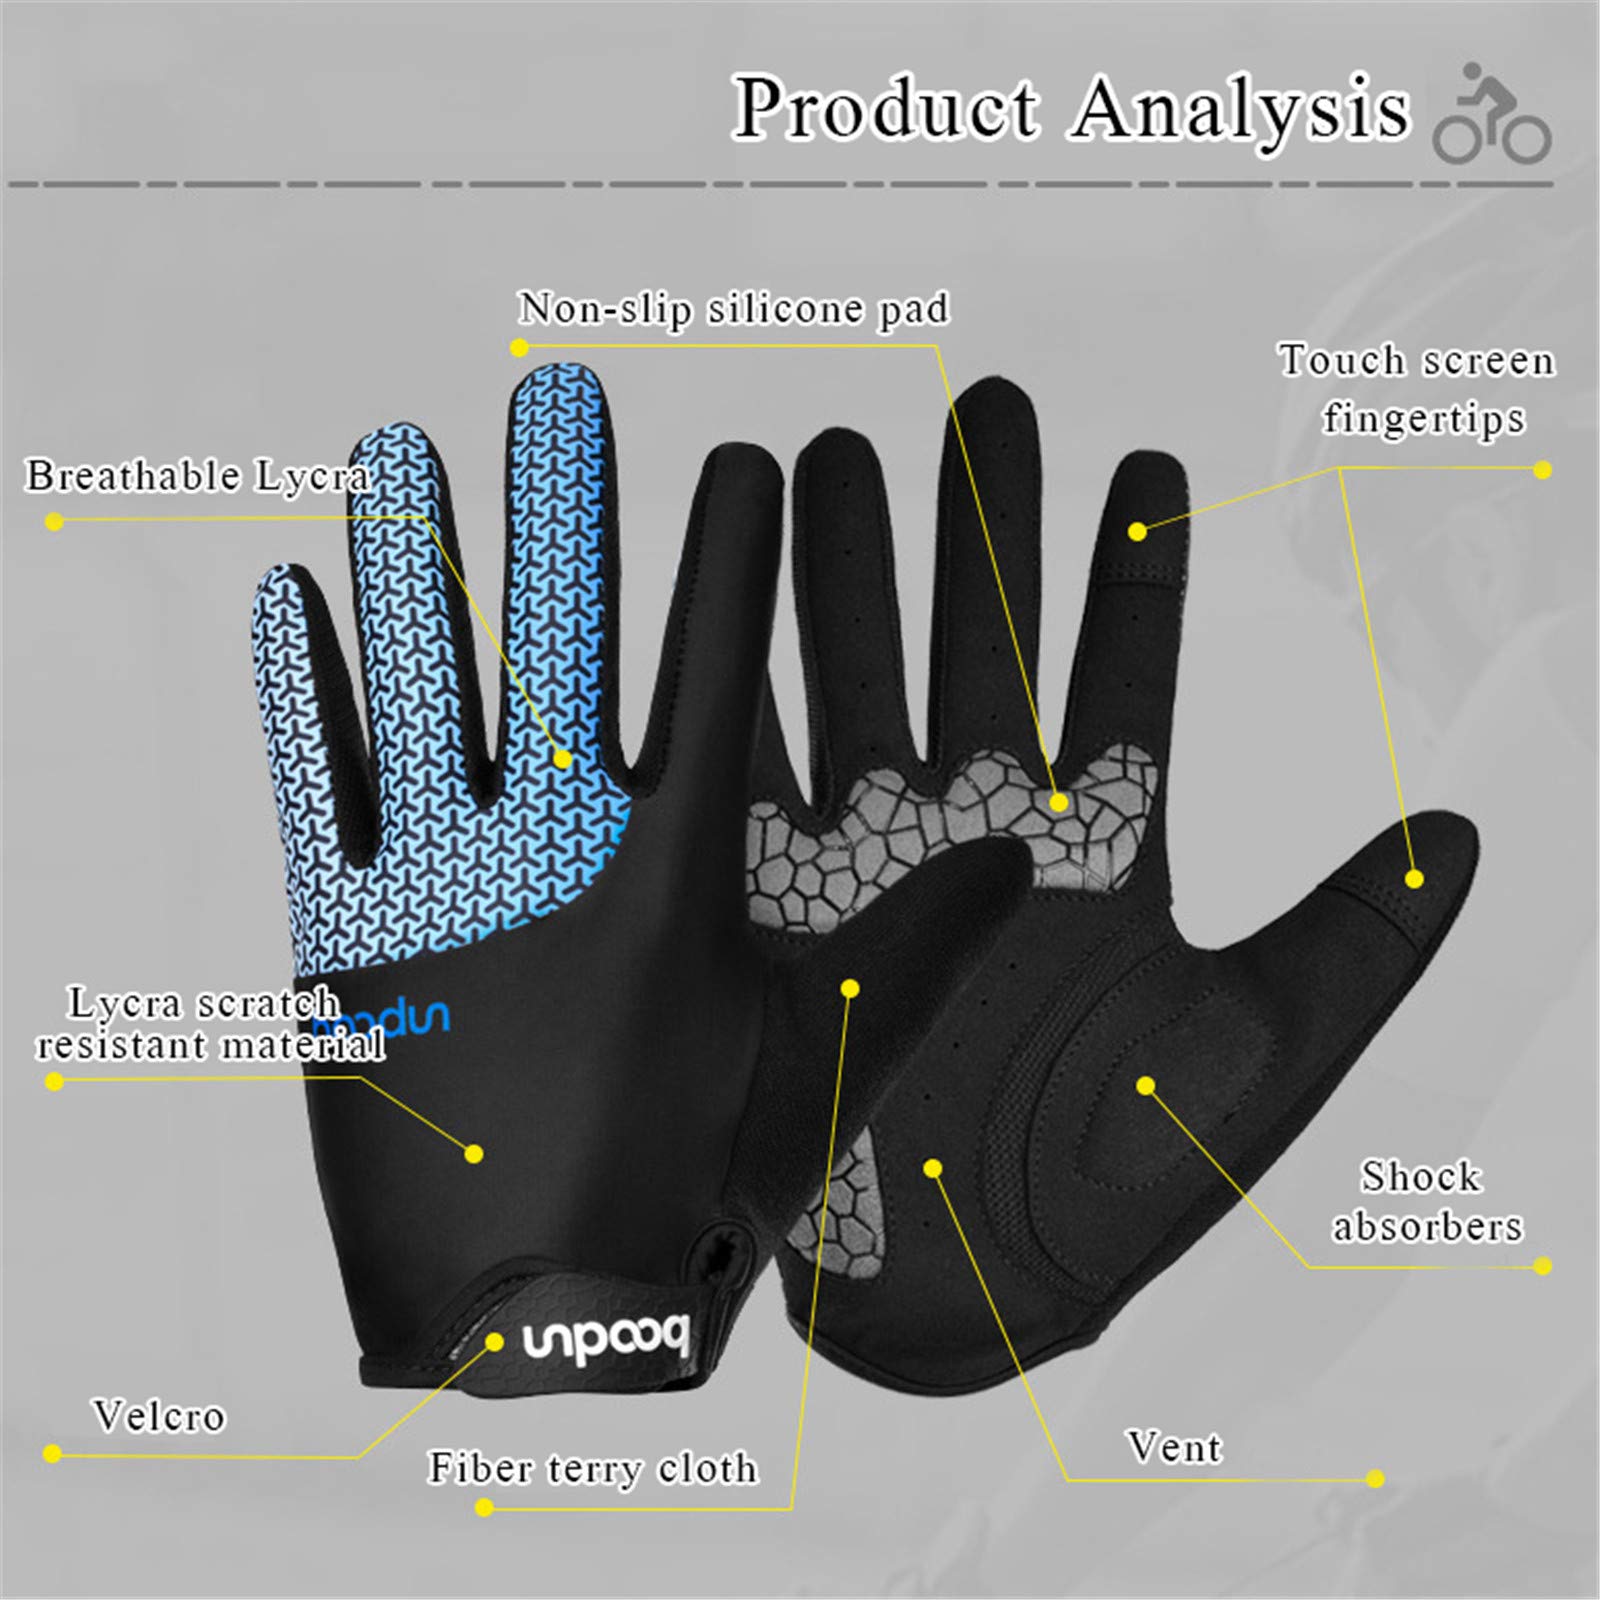 Product Analysis
Non-slip silicone pad
Touch screen
fingertips
Breathable Lycra
Lycra scratch
resistant material
boodun
Shock
absorbers
boodun
Velcro
Fiber terry cloth
Vent